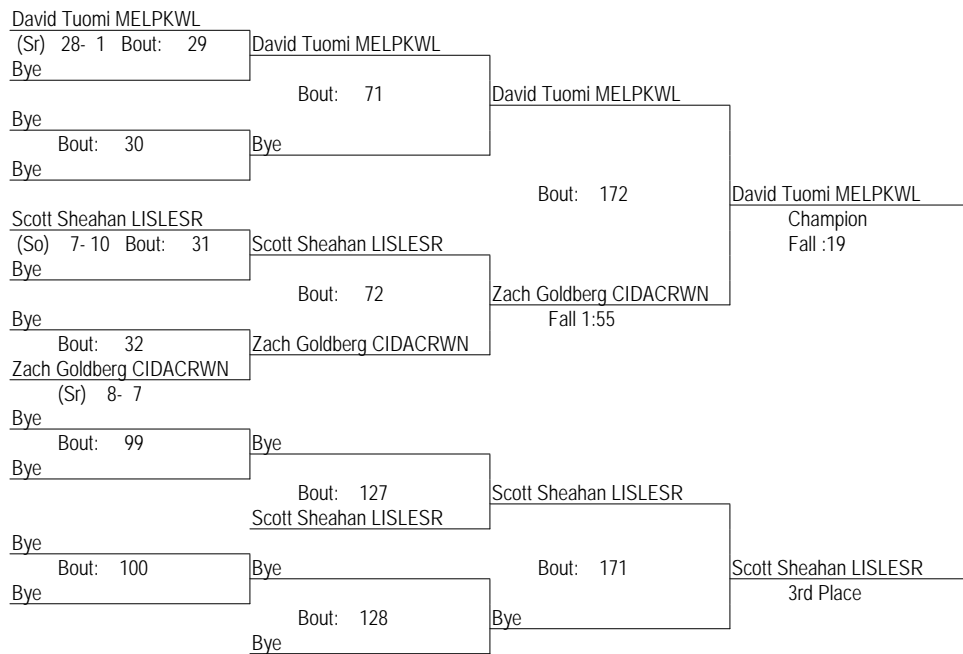 David Tuomi MELPKWL
(Sr) 28- 1 Bout: 29 David Tuomi MELPKWL
Bye
Bout: 71 David Tuomi MELPKWL
Bye
Bout: 30 Bye
Bye
Bout: 172 David Tuomi MELPKWL
Scott Sheahan LISLESR Champion
(So) 7- 10 Bout: 31 Scott Sheahan LISLESR Fall :19
Bye
Bout: 72 Zach Goldberg CIDACRWN
Bye Fall 1:55
Bout: 32 Zach Goldberg CIDACRWN
Zach Goldberg CIDACRWN
(Sr) 8- 7
Bye
Bout: 99 Bye
Bye
Bout: 127 Scott Sheahan LISLESR
Scott Sheahan LISLESR
Bye
Bout: 100 Bye Bout: 171 Scott Sheahan LISLESR
Bye 3rd Place
Bout: 128 Bye
Bye